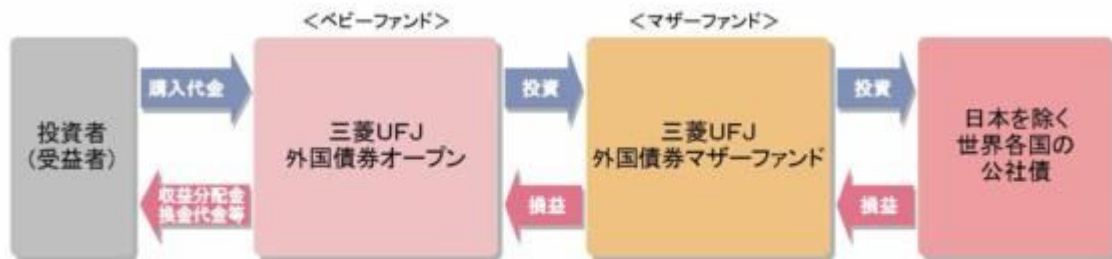 ＜ベビーファンド＞
＜マザーファンド＞
投資者
(受益者)
購入代金
収益分配金
換金代金等
三菱UFJ
外国債券オープン
投資
損益
三菱UFJ
外国債券マザーファンド
投資
損益
日本を除く
世界各国の
公社債